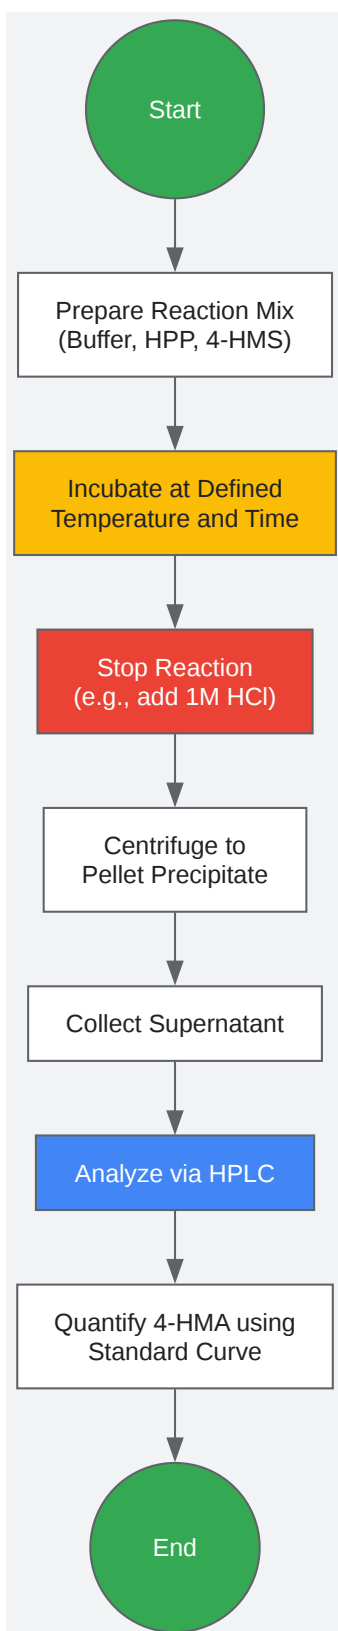 Start
Prepare Reaction Mix
(Buffer, HPP, 4-HMS)
Incubate at Defined
Temperature and Time
Stop Reaction
(e.g., add 1M HCl)
Centrifuge to
Pellet Precipitate
Collect Supernatant
Analyze via HPLC
Quantify 4-HMA using
Standard Curve
End